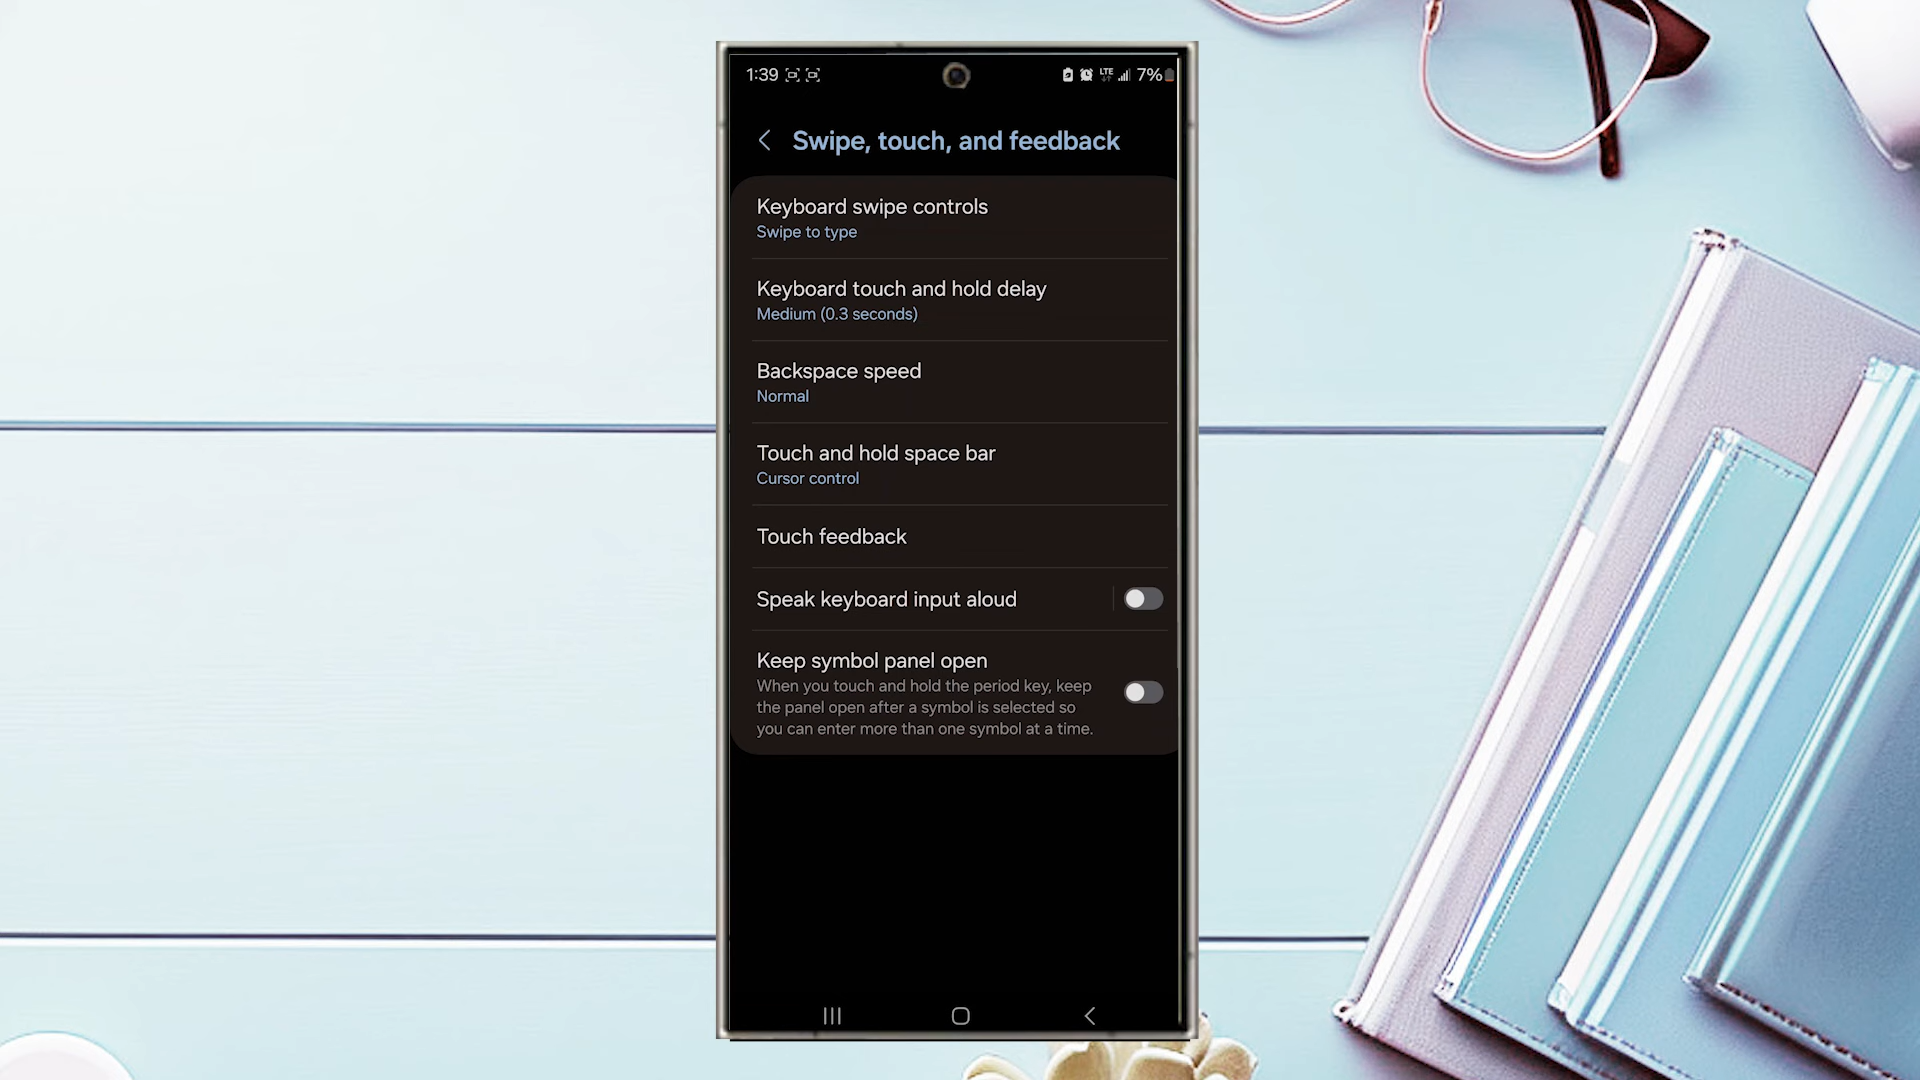 1:39 LTE 7%
Swipe, touch, and feedback
Keyboard swipe controls
Swipe to type
Keyboard touch and hold delay
Medium (0.3 seconds)
Backspace speed
Normal
Touch and hold space bar
Cursor control
Touch feedback
Speak keyboard input aloud
Keep symbol panel open
When you touch and hold the period key, keep
the panel open after a symbol is selected so
you can enter more than one symbol at a time.